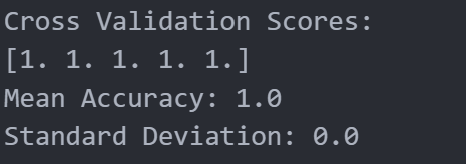 Cross Validation Scores:
[1. 1. 1. 1. 1.]
Mean Accuracy: 1.0
Standard Deviation: 0.0